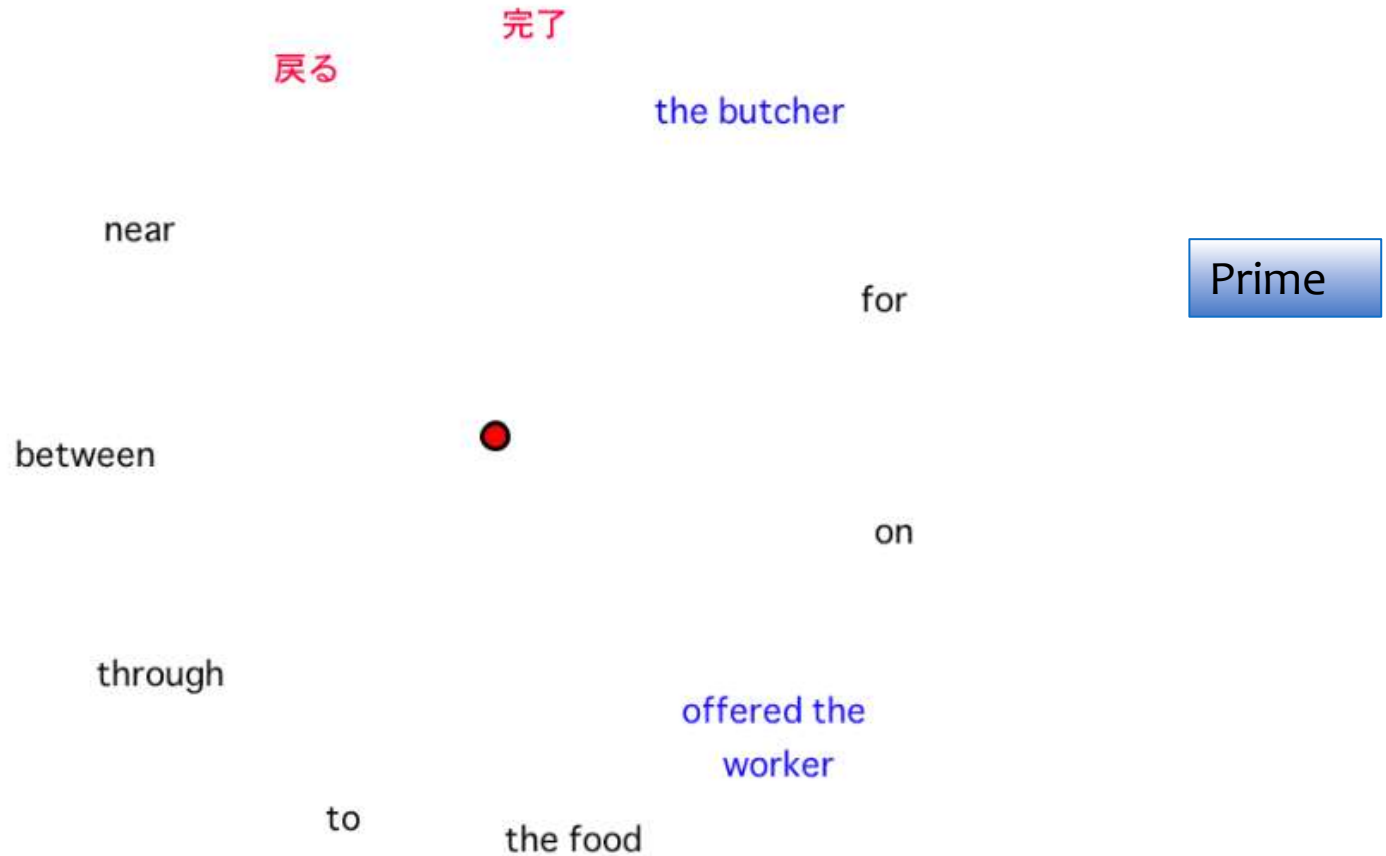 完了
戻る
the butcher
near
for
Prime
between
on
through
offered the
worker
to
the food